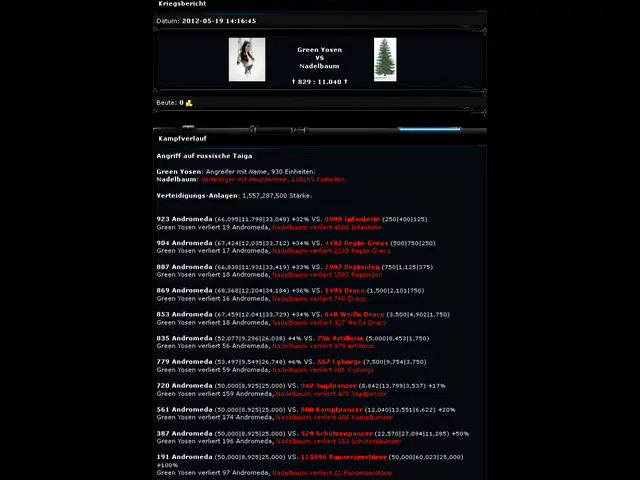 Kriegsbericht
Datum: 2012-05-19 14:16:45
Green Yosen
VS
Nadelbaum
† 829 : 11.040 †
Beute: 0
Kampfverlauf
Angriff auf russische Taiga
Green Yosen: Angreifer mit Name, 930 Einheiten.
Nadelbaum: Verteidiger mit Einheiten.
Verteidigungs-Anlagen: 1,557,287,500 Stärke.
923 Andromeda (66,095|11,798|33,048) +32% VS. 8999 Infanterie (250|400|125)
Green Yosen verliert 19 Andromeda, Nadelbaum verliert Infanterie
904 Andromeda (67,424|12,035|33,712) +34% VS. 4492 Repto-Greys (500|750|250)
Green Yosen verliert 17 Andromeda, Nadelbaum verliert 2248 Repto-Greys
887 Andromeda (66,838|11,931|33,419) +33% VS. 2997 Reptoiden (750|1,125|375)
Green Yosen verliert 18 Andromeda, Nadelbaum verliert 1503 Reptoiden
869 Andromeda (68,368|12,204|34,184) +36% VS. 1495 Draco (1,500|2,101|750)
Green Yosen verliert 16 Andromeda, Nadelbaum verliert 748 Draco
853 Andromeda (67,459|12,041|33,729) +34% VS. 648 Weiße Draco (3,500|4,902|1,750)
Green Yosen verliert 18 Andromeda, Nadelbaum verliert 327 Weiße Draco
835 Andromeda (52,077|9,296|26,038) +4% VS. 756 Artillerie (5,000|8,453|1,750)
Green Yosen verliert 56 Andromeda, Nadelbaum verliert 379 Artillerie
779 Andromeda (53,497|9,549|26,748) +6% VS. 557 Cyborgs (7,500|9,754|3,750)
Green Yosen verliert 59 Andromeda, Nadelbaum verliert 281 Cyborgs
720 Andromeda (50,000|8,925|25,000) VS. 942 Jagdpanzer (8,842|13,799|3,537) +17%
Green Yosen verliert 159 Andromeda, Nadelbaum verliert Jagdpanzer
561 Andromeda (50,000|8,925|25,000) VS. 808 Kampfpanzer (12,040|13,551|6,622) +20%
Green Yosen verliert 174 Andromeda, Nadelbaum verliert Kampfpanzer
387 Andromeda (50,000|8,925|25,000) VS. 529 Schützenpanzer (22,570|27,094|11,285) +50%
Green Yosen verliert 196 Andromeda, Nadelbaum verliert Schützenpanzer
191 Andromeda (50,000|8,925|25,000) VS. 115996 Panzerzerstörer (50,000|60,023|25,000)
+100%
Green Yosen verliert 97 Andromeda, Nadelbaum verliert 21 Panzerzerstörer